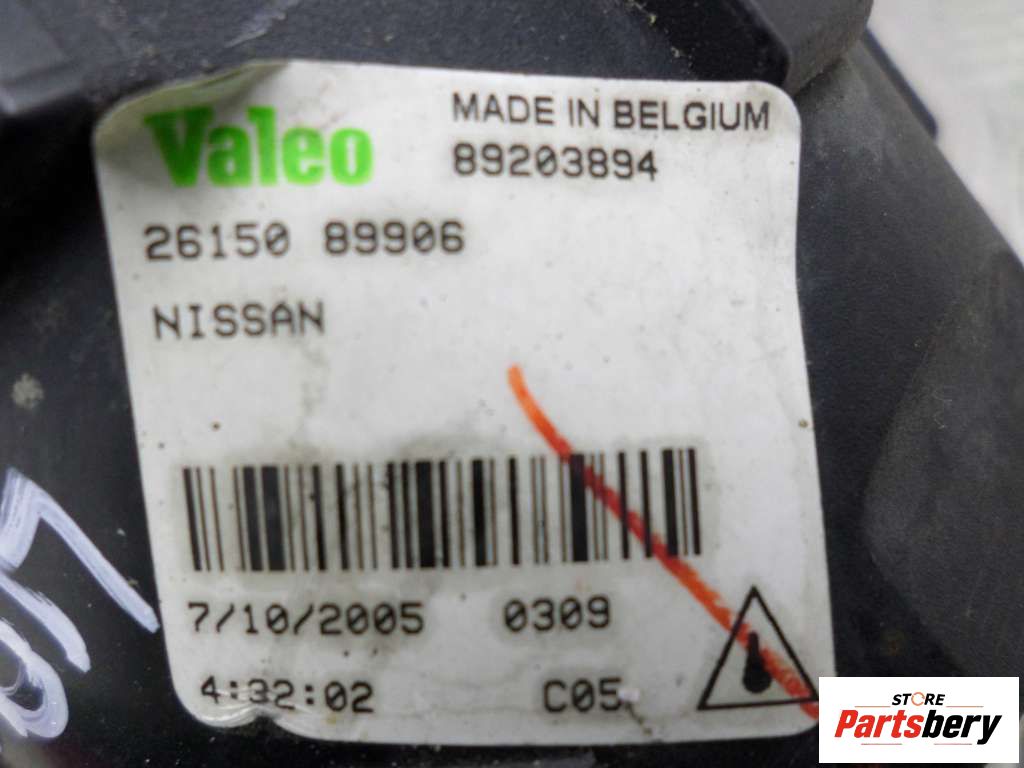 Valeo
MADE IN BELGIUM
89203894
26150 89906
NISSAN
7/10/2005 0309
4:32:02 C05
STORE
Partsbery